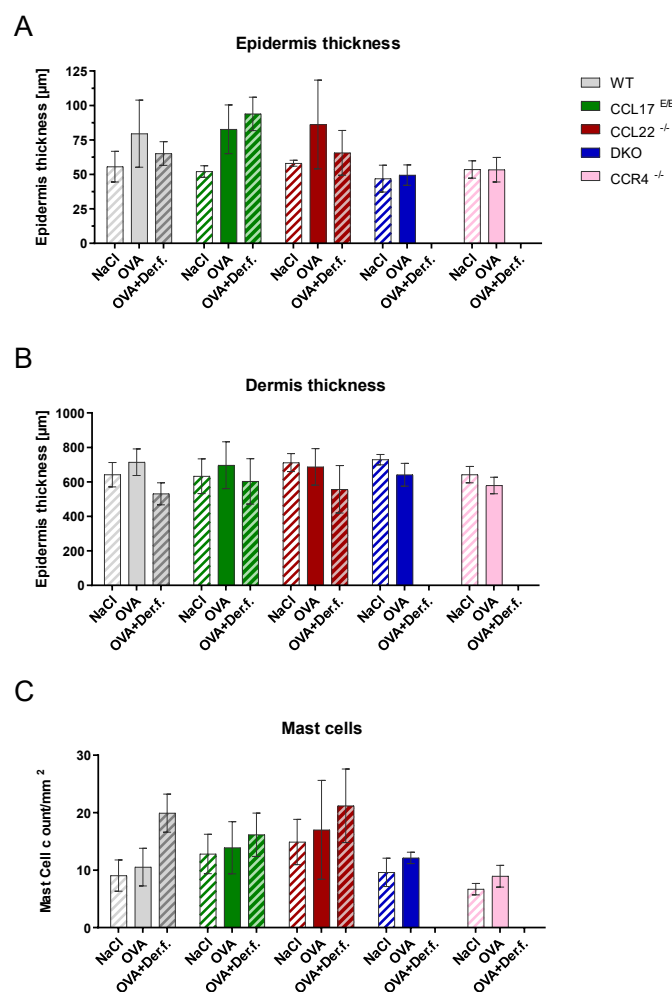 A
Epidermis thickness
Epidermis thickness [µm]
125
100
75
50
25
0
NaCl
OVA
OVA+Der.f.
NaCl
OVA
OVA+Der.f.
NaCl
OVA
OVA+Der.f.
NaCl
OVA
OVA+Der.f.
NaCl
OVA
OVA+Der.f.
WT
CCL17 E/E
CCL22 -/-
DKO
CCR4 -/-
B
Dermis thickness
Epidermis thickness [µm]
1000
800
600
400
200
0
NaCl
OVA
OVA+Der.f.
NaCl
OVA
OVA+Der.f.
NaCl
OVA
OVA+Der.f.
NaCl
OVA
OVA+Der.f.
NaCl
OVA
OVA+Der.f.
C
Mast cells
Mast Cell c ount/mm 2
30
20
10
0
NaCl
OVA
OVA+Der.f.
NaCl
OVA
OVA+Der.f.
NaCl
OVA
OVA+Der.f.
NaCl
OVA
OVA+Der.f.
NaCl
OVA
OVA+Der.f.